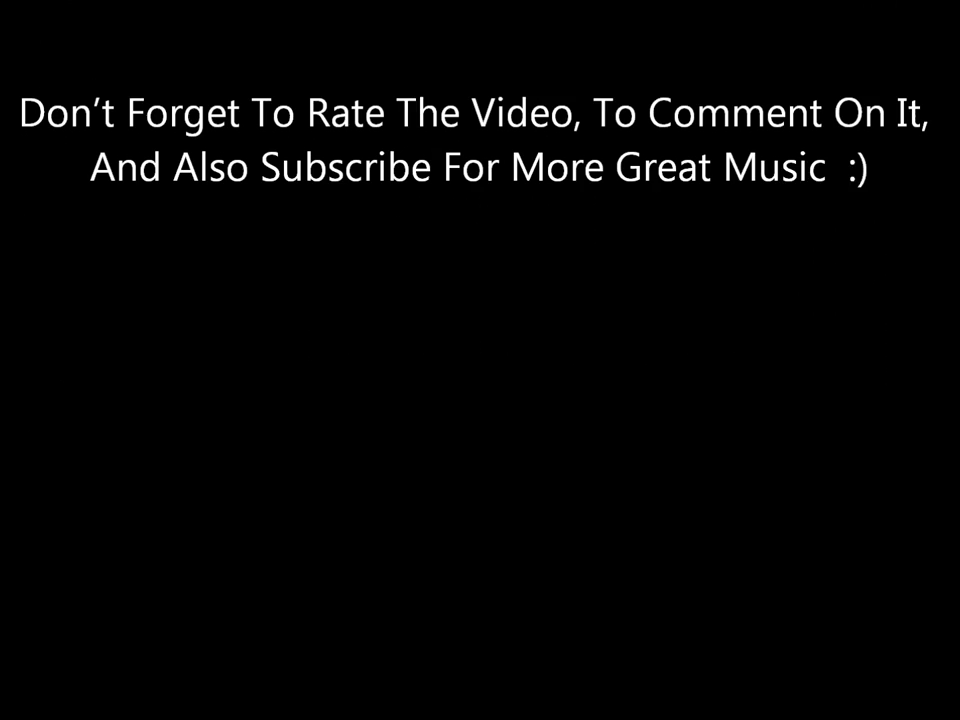 Don’t Forget To Rate The Video, To Comment On It,
And Also Subscribe For More Great Music  :)